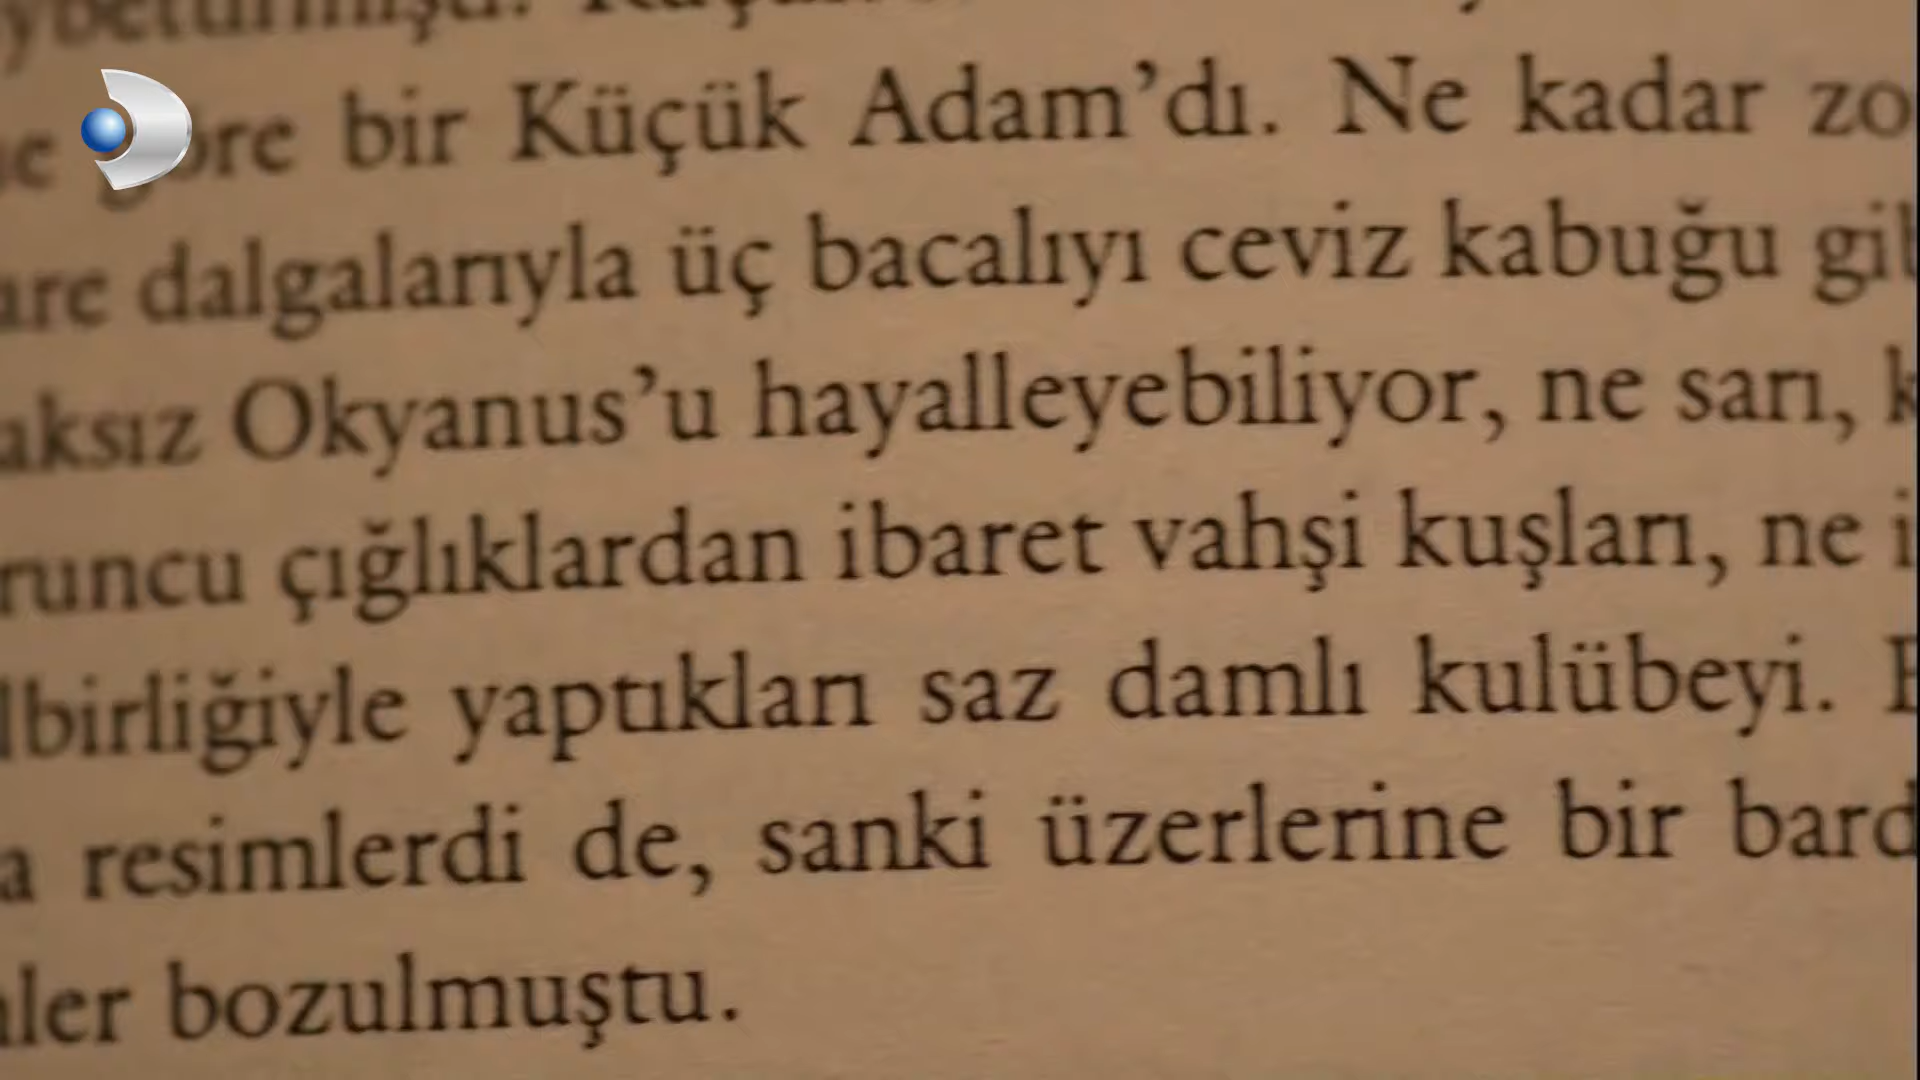 göre bir Küçük Adam’dı. Ne kadar
dalgalarıyla üç bacalıyı ceviz kabuğu
Okyanus’u hayalleyebiliyor, ne sarı,
çığlıklardan ibaret vahşi kuşları, ne
yaptıkları saz damlı kulübeyi.
resimlerdi de, sanki üzerlerine bir
bozulmuştu.